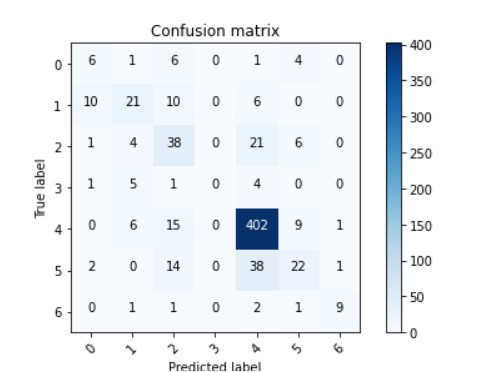 Confusion matrix
0 6 1 6 0 1 4 0
1 10 21 10 0 6 0 0
2 1 4 38 0 21 6 0
3 1 5 1 0 4 0 0
4 0 6 15 0 402 9 1
5 2 0 14 0 38 22 1
6 0 1 1 0 2 1 9
0 1 2 3 4 5 6
True label
Predicted label
400
350
300
250
200
150
100
50
0